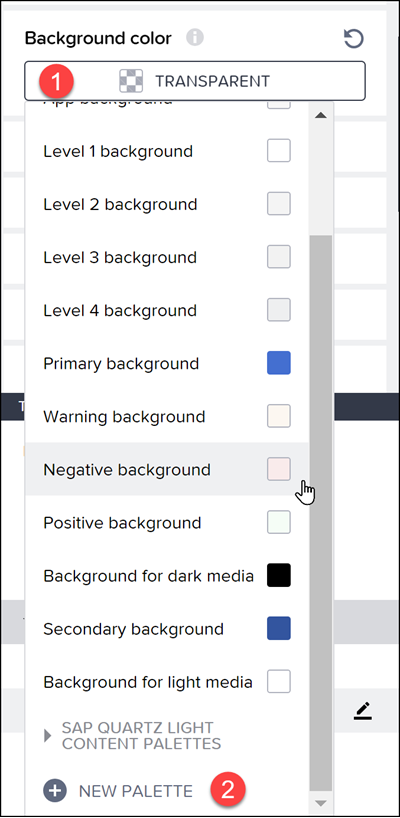 Background color
1 TRANSPARENT
App background
Level 1 background
Level 2 background
Level 3 background
Level 4 background
Primary background
Warning background
Negative background
Positive background
Background for dark media
Secondary background
Background for light media
SAP QUARTZ LIGHT
CONTENT PALETTES
NEW PALETTE 2